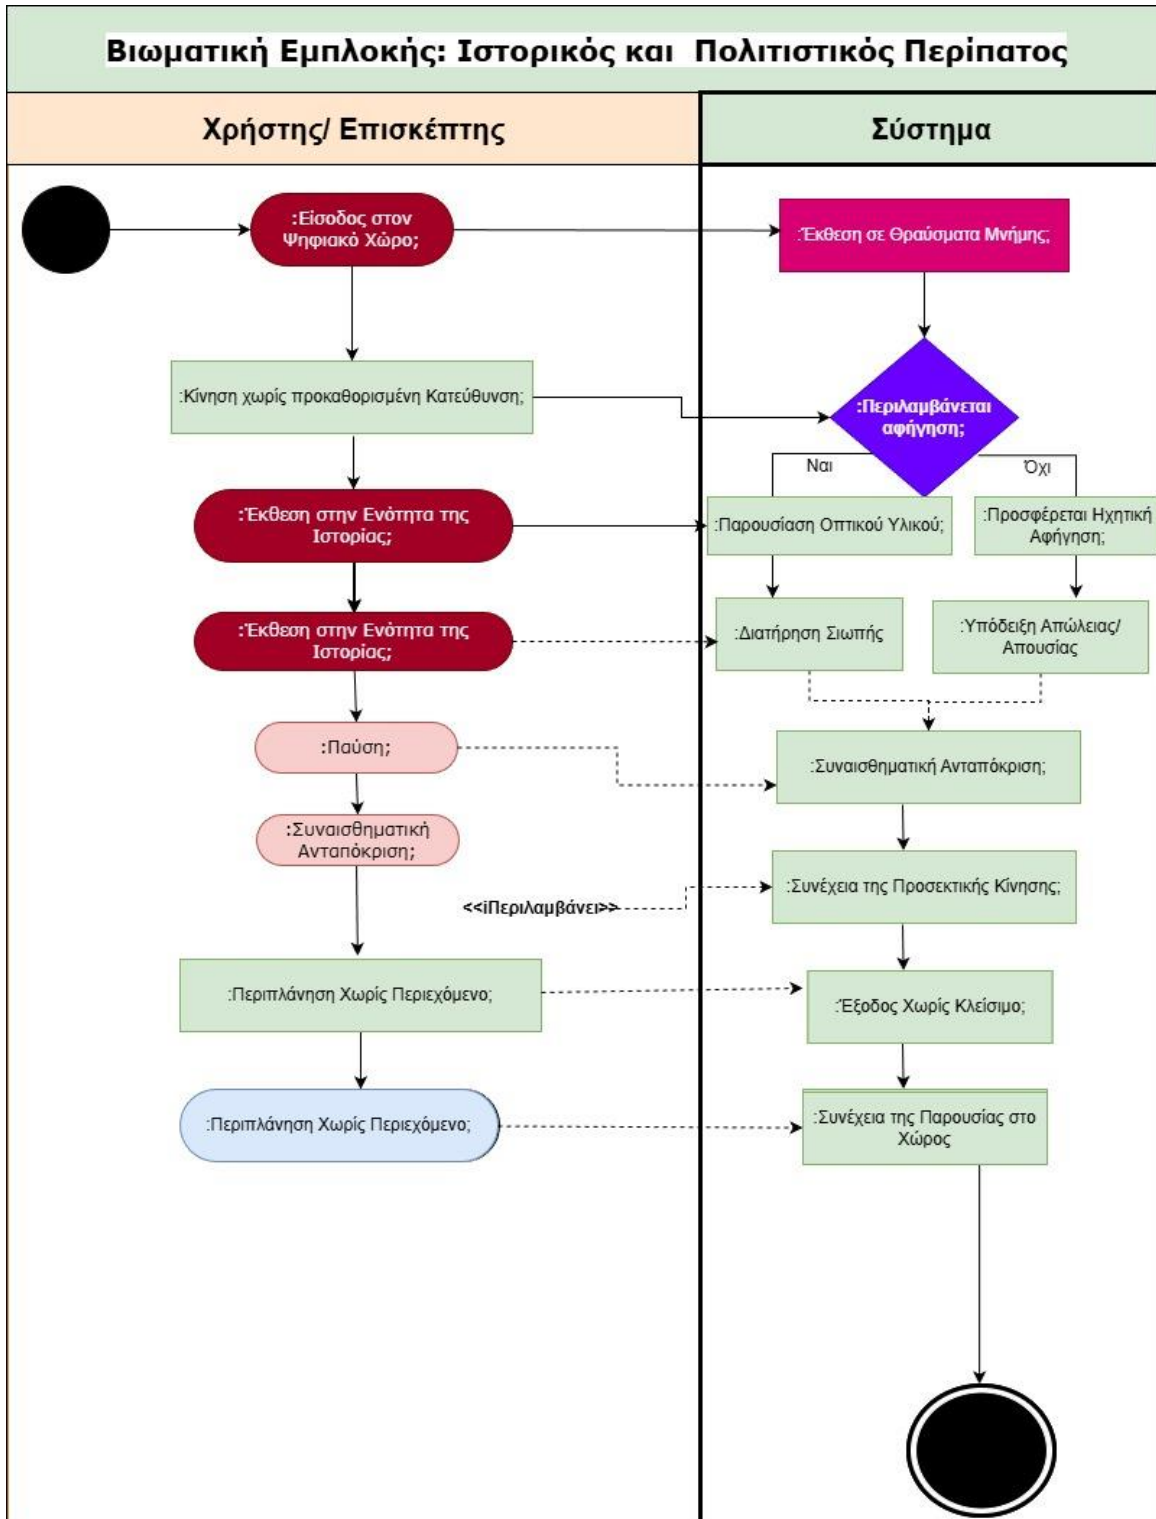 Βιωματική Εμπλοκής: Ιστορικός και Πολιτιστικός Περίπατος
Χρήστης/ Επισκέπτης
Σύστημα
:Είσοδος στον
Ψηφιακό Χώρο;
:Έκθεση σε Θραύσματα Μνήμης;
:Κίνηση χωρίς προκαθορισμένη Κατεύθυνση;
:Περιλαμβάνεται
αφήγηση;
Ναι
Όχι
:Έκθεση στην Ενότητα της
Ιστορίας;
:Παρουσίαση Οπτικού Υλικού;
:Προσφέρεται Ηχητική
Αφήγηση;
:Έκθεση στην Ενότητα της
Ιστορίας;
:Διατήρηση Σιωπής
:Υπόδειξη Απώλειας/
Απουσίας
:Παύση;
:Συναισθηματική Ανταπόκριση;
:Συναισθηματική
Ανταπόκριση;
<<iΠεριλαμβάνει>>
:Συνέχεια της Προσεκτικής Κίνησης;
:Περιπλάνηση Χωρίς Περιεχόμενο;
:Έξοδος Χωρίς Κλείσιμο;
:Περιπλάνηση Χωρίς Περιεχόμενο;
:Συνέχεια της Παρουσίας στο
Χώρος